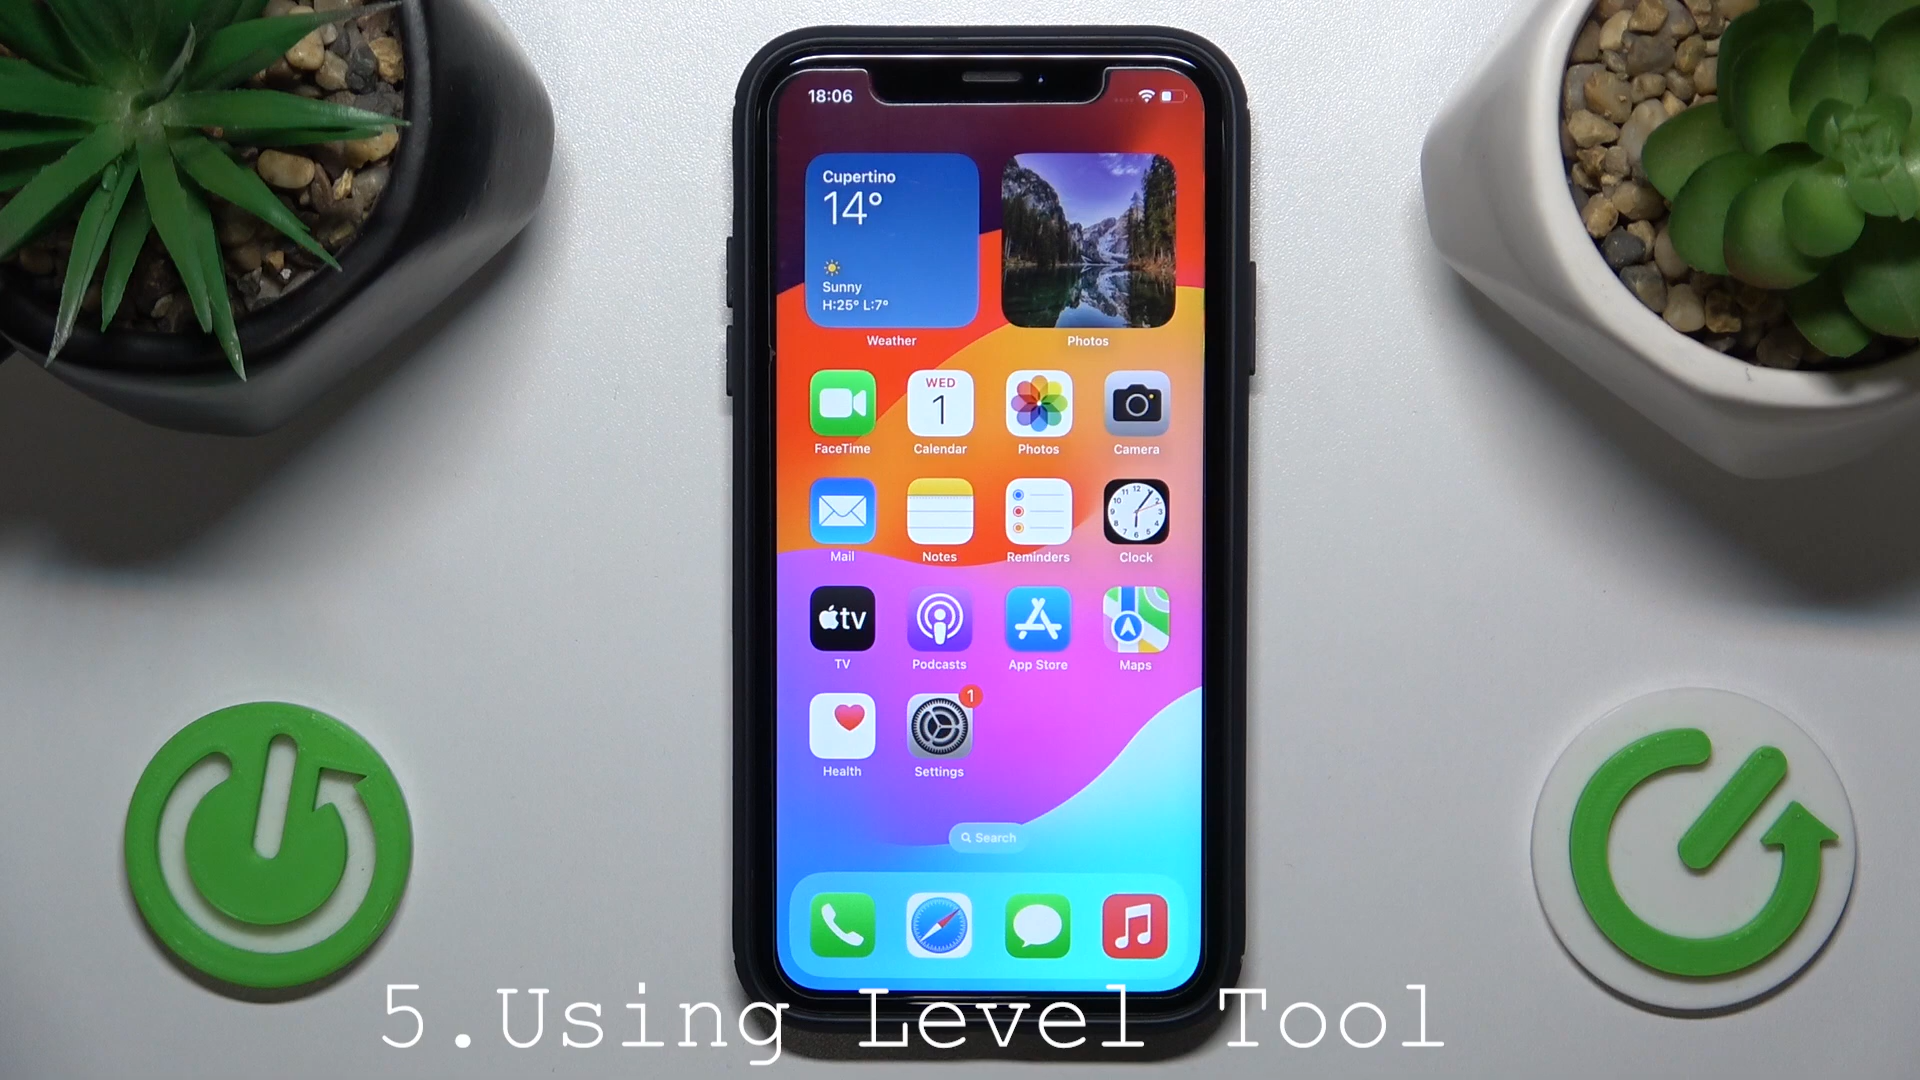 18:06
Cupertino
14°
Sunny
H:25° L:7°
Weather
Photos
WED
1
FaceTime
Calendar
Photos
Camera
Mail
Notes
Reminders
Clock
tv
TV
Podcasts
App Store
Maps
1
Health
Settings
Search
5.Using Level Tool